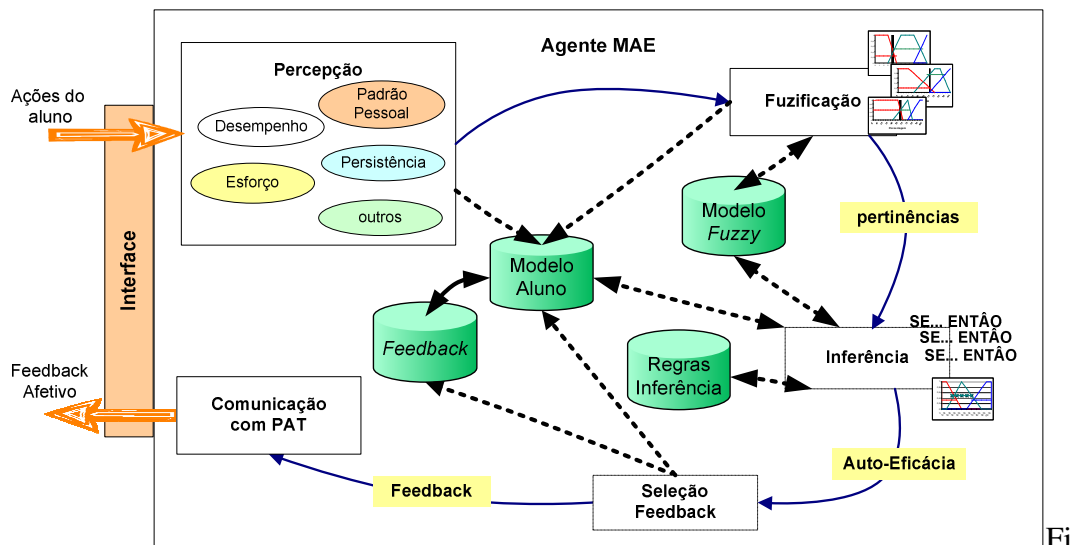 Agente MAE
Percepção
Ações do
aluno
Desempenho
Padrão
Pessoal
Persistência
Esforço
outros
Fuzificação
Interface
Modelo
Fuzzy
pertinências
Modelo
Aluno
Feedback
Regras
Inferência
Inferência
SE... ENTÂO
SE... ENTÂO
SE... ENTÂO
Feedback
Afetivo
Comunicação
com PAT
Auto-Eficácia
Feedback
Seleção
Feedback
Fi